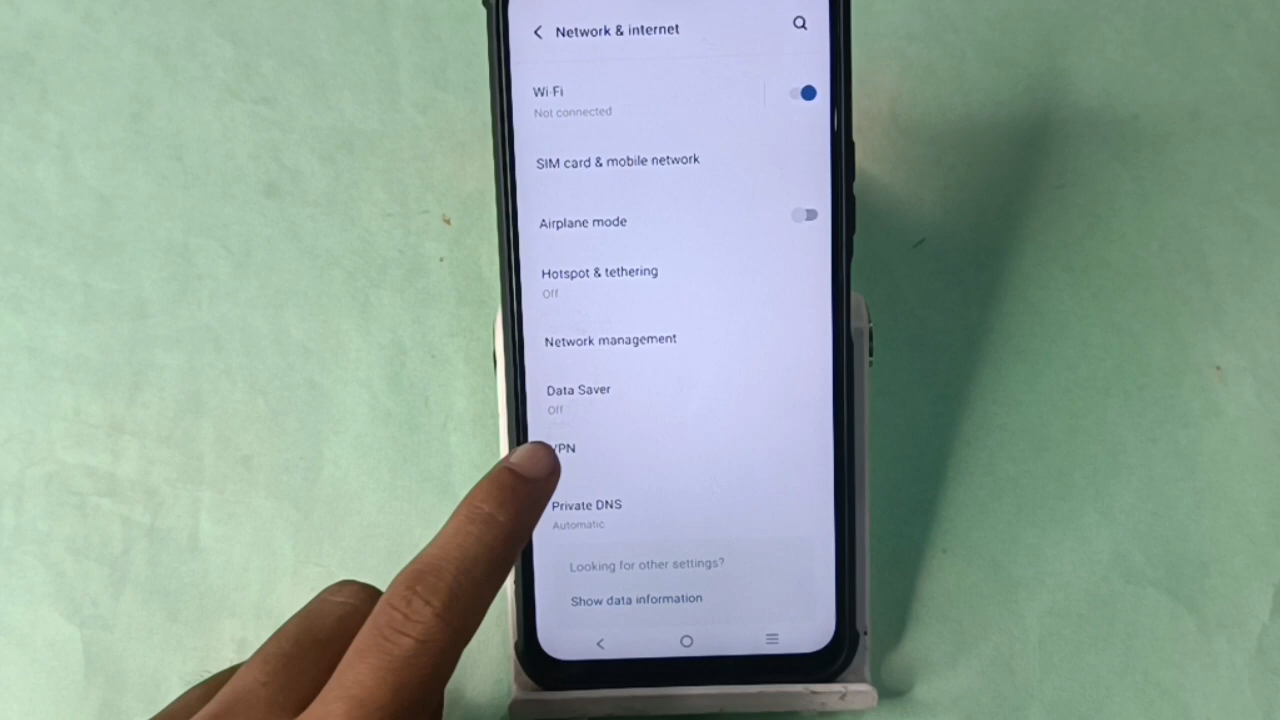 Network & internet
Wi-Fi
Not connected
SIM card & mobile network
Airplane mode
Hotspot & tethering
Off
Network management
Data Saver
Off
VPN
Private DNS
Automatic
Looking for other settings?
Show data information